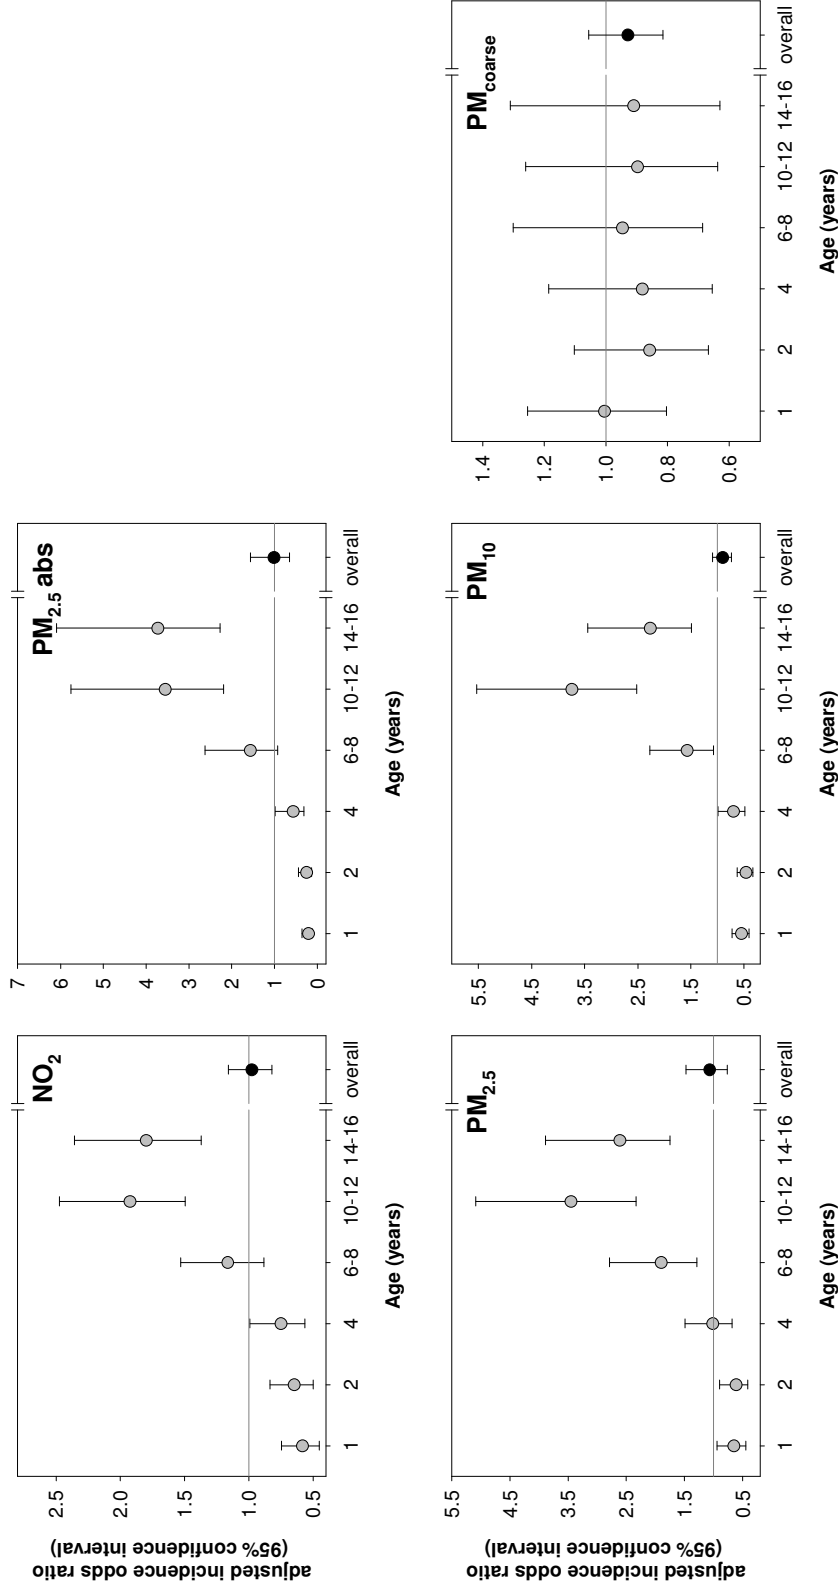 adjusted incidence odds ratio
(95% confidence interval)
2.5
2.0
1.5
1.0
0.5
NO2
1 2 4 6-8 10-12 14-16 overall
Age (years)
7
6
5
4
3
2
1
0
PM2.5 abs
1 2 4 6-8 10-12 14-16 overall
Age (years)
adjusted incidence odds ratio
(95% confidence interval)
5.5
4.5
3.5
2.5
1.5
0.5
PM2.5
1 2 4 6-8 10-12 14-16 overall
Age (years)
5.5
4.5
3.5
2.5
1.5
0.5
PM10
1 2 4 6-8 10-12 14-16 overall
Age (years)
1.4
1.2
1.0
0.8
0.6
PMcoarse
1 2 4 6-8 10-12 14-16 overall
Age (years)